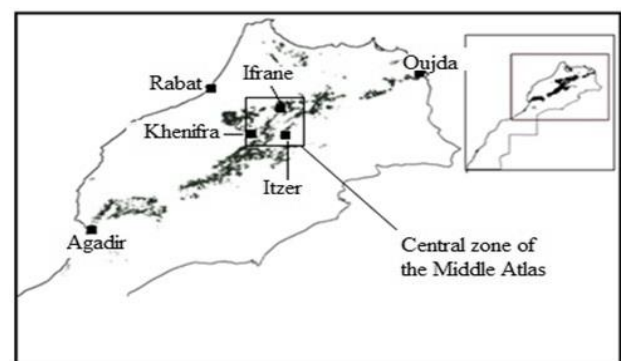 Oujda
Ifrane
Rabat
Khenifra
Itzer
Agadir
Central zone of
the Middle Atlas